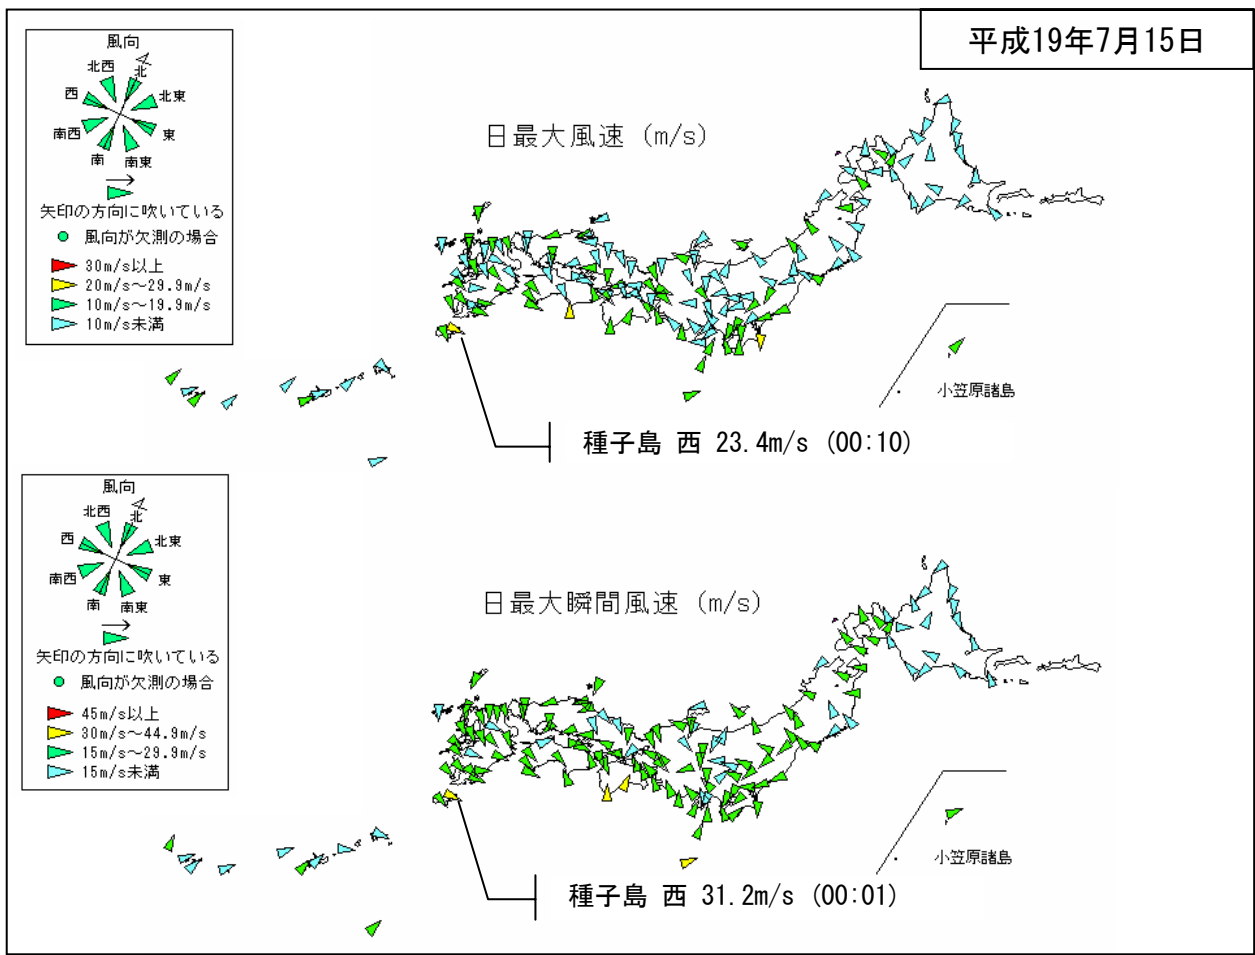 平成19年7月15日
風向
北
北西
北東
西
東
南西
南東
南
矢印の方向に吹いている
風向が欠測の場合
30m/s以上
20m/s~29.9m/s
10m/s~19.9m/s
10m/s未満
日最大風速 (m/s)
小笠原諸島
種子島 西 23.4m/s (00:10)
風向
北
北西
北東
西
東
南西
南東
南
矢印の方向に吹いている
風向が欠測の場合
45m/s以上
30m/s~44.9m/s
15m/s~29.9m/s
15m/s未満
日最大瞬間風速 (m/s)
小笠原諸島
種子島 西 31.2m/s (00:01)